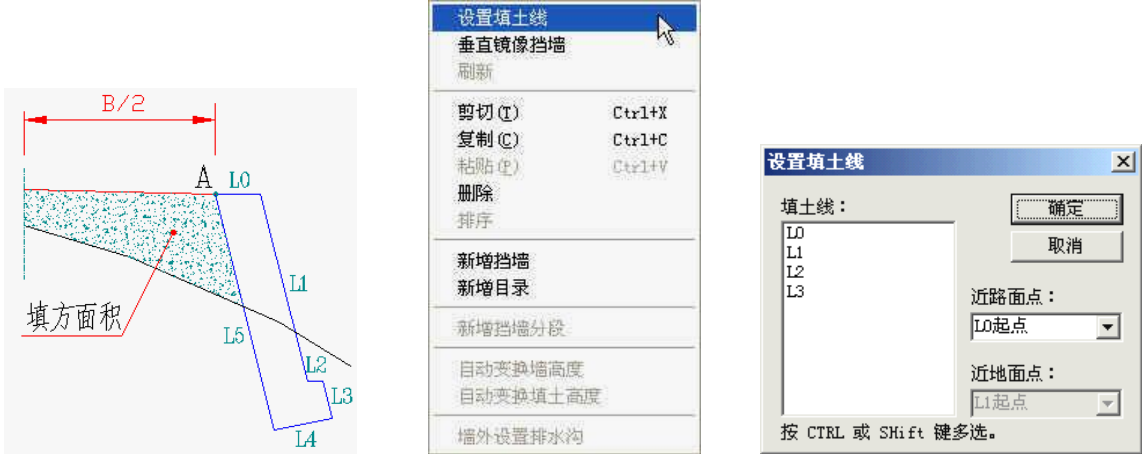 B/2
A
L0
L1
填方面积
L5
L2
L3
L4
设置填土线
垂直镜像挡墙
刷新
剪切(T) Ctrl+X
复制(C) Ctrl+C
粘贴(P) Ctrl+V
删除
排序
新增挡墙
新增目录
新增挡墙分段
自动变换墙高度
自动变换填土高度
墙外设置排水沟
设置填土线
填土线：
L0
L1
L2
L3
确定
取消
近路面点：
L0起点
近地面点：
L1起点
按 CTRL 或 SHift 键多选。